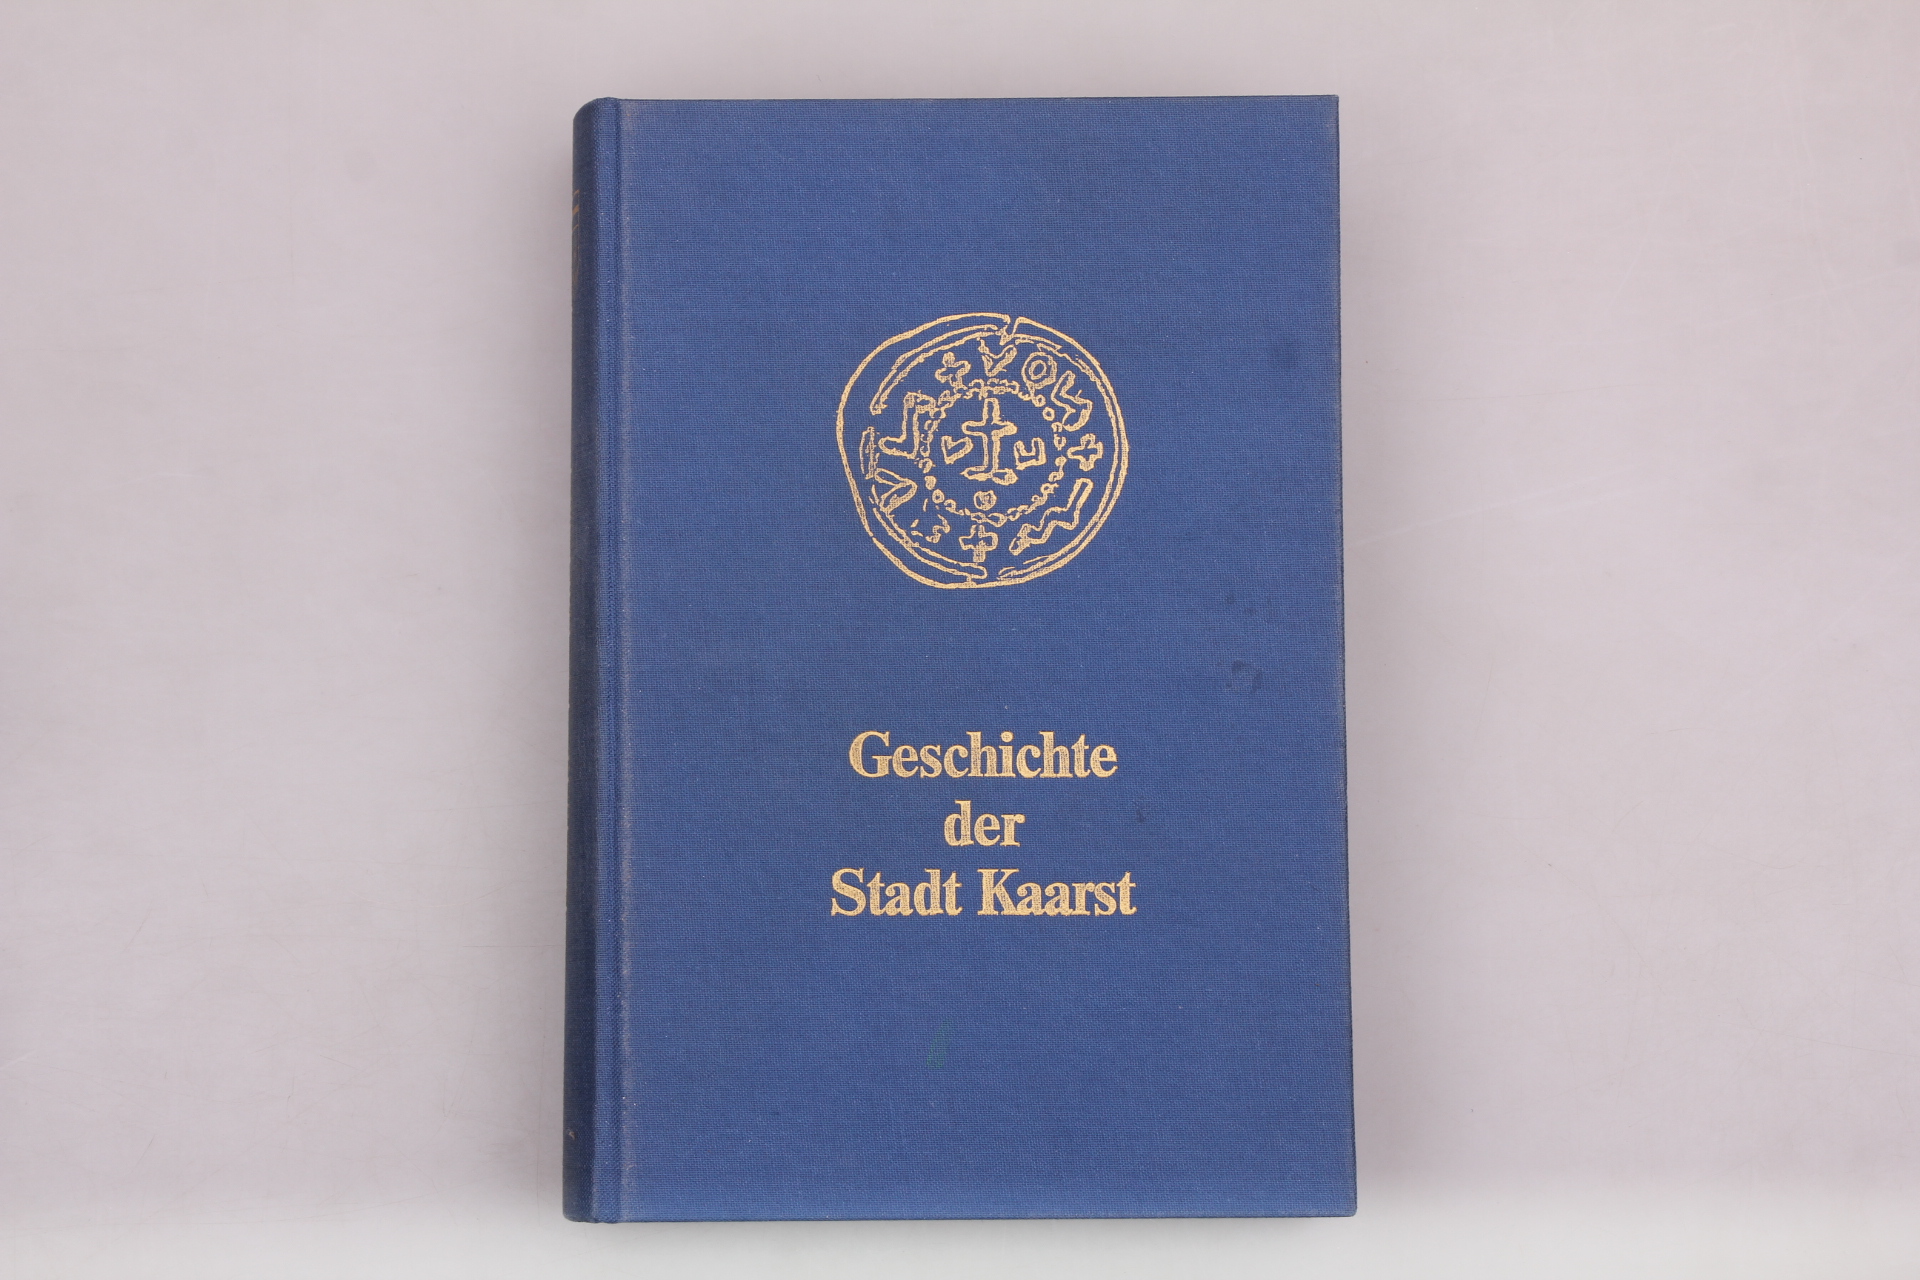 Geschichte
der
Stadt Kaarst